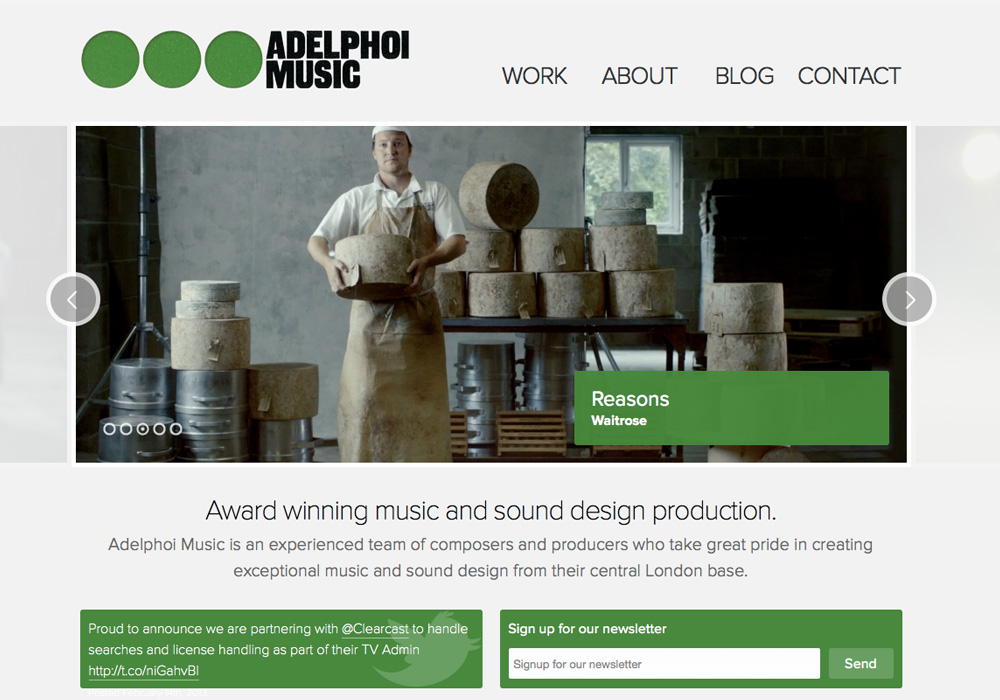 ADELPHOI
MUSIC
WORK ABOUT BLOG CONTACT
Reasons
Waitrose
Award winning music and sound design production.
Adelphoi Music is an experienced team of composers and producers who take great pride in creating
exceptional music and sound design from their central London base.
Proud to announce we are partnering with @Clearcast to handle
searches and license handling as part of their TV Admin
http://t.co/niGahvBl
Sign up for our newsletter
Signup for our newsletter
Send